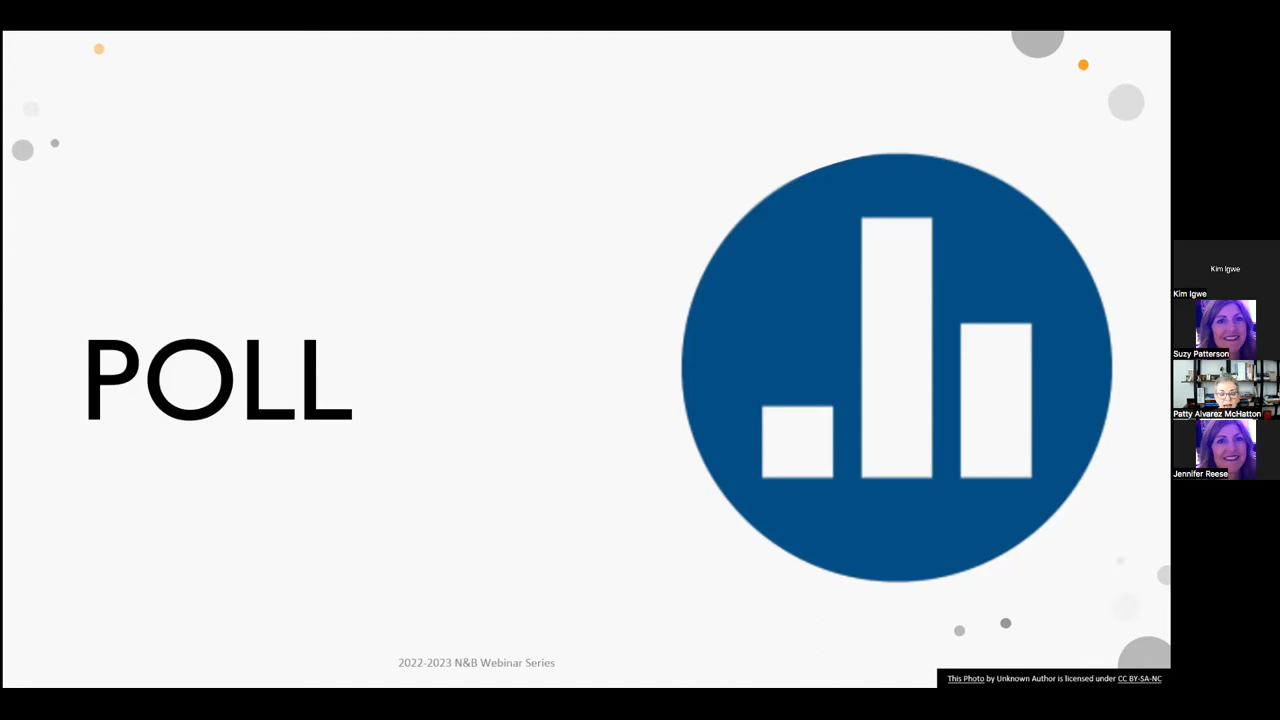 POLL
2022-2023 N&B Webinar Series
This Photo by Unknown Author is licensed under CC BY-SA-NC
Kim Igwe
Kim Igwe
Suzy Patterson
Patty Alvarez McHatton
Jennifer Reese